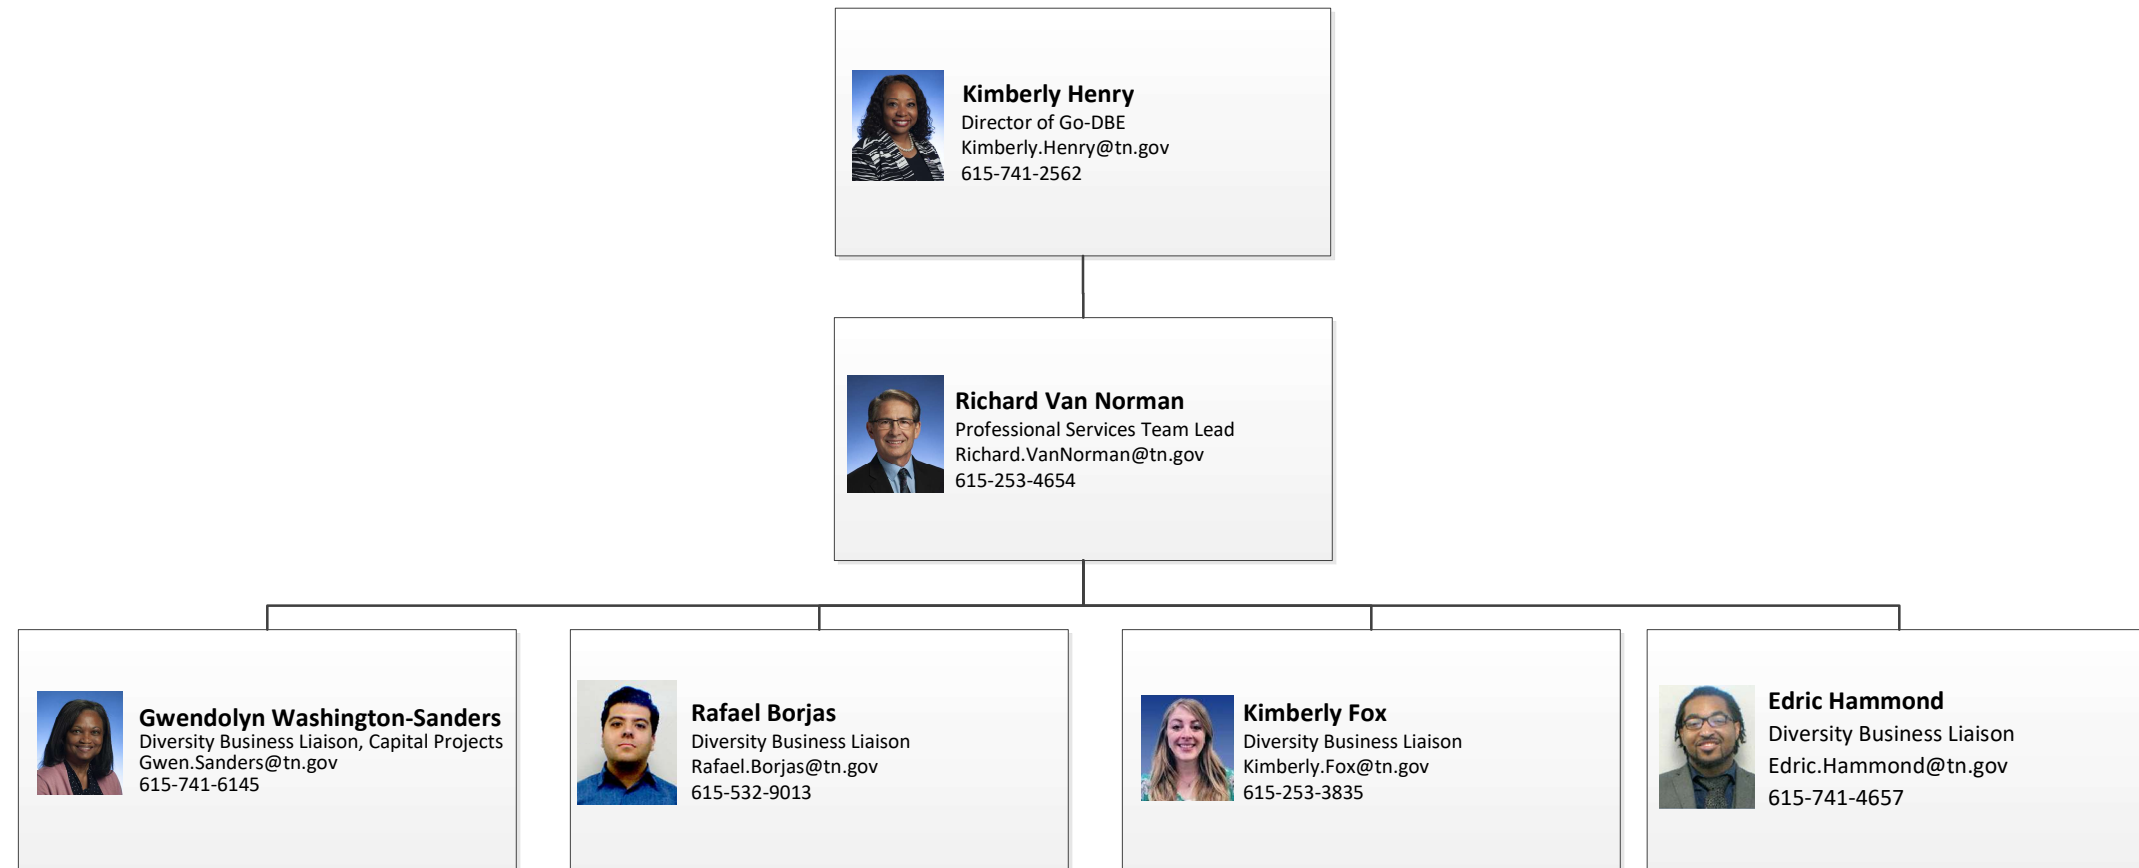 Kimberly Henry
Director of Go-DBE
Kimberly.Henry@tn.gov
615-741-2562
Richard Van Norman
Professional Services Team Lead
Richard.VanNorman@tn.gov
615-253-4654
Gwendolyn Washington-Sanders
Diversity Business Liaison, Capital Projects
Gwen.Sanders@tn.gov
615-741-6145
Rafael Borjas
Diversity Business Liaison
Rafael.Borjas@tn.gov
615-532-9013
Kimberly Fox
Diversity Business Liaison
Kimberly.Fox@tn.gov
615-253-3835
Edric Hammond
Diversity Business Liaison
Edric.Hammond@tn.gov
615-741-4657